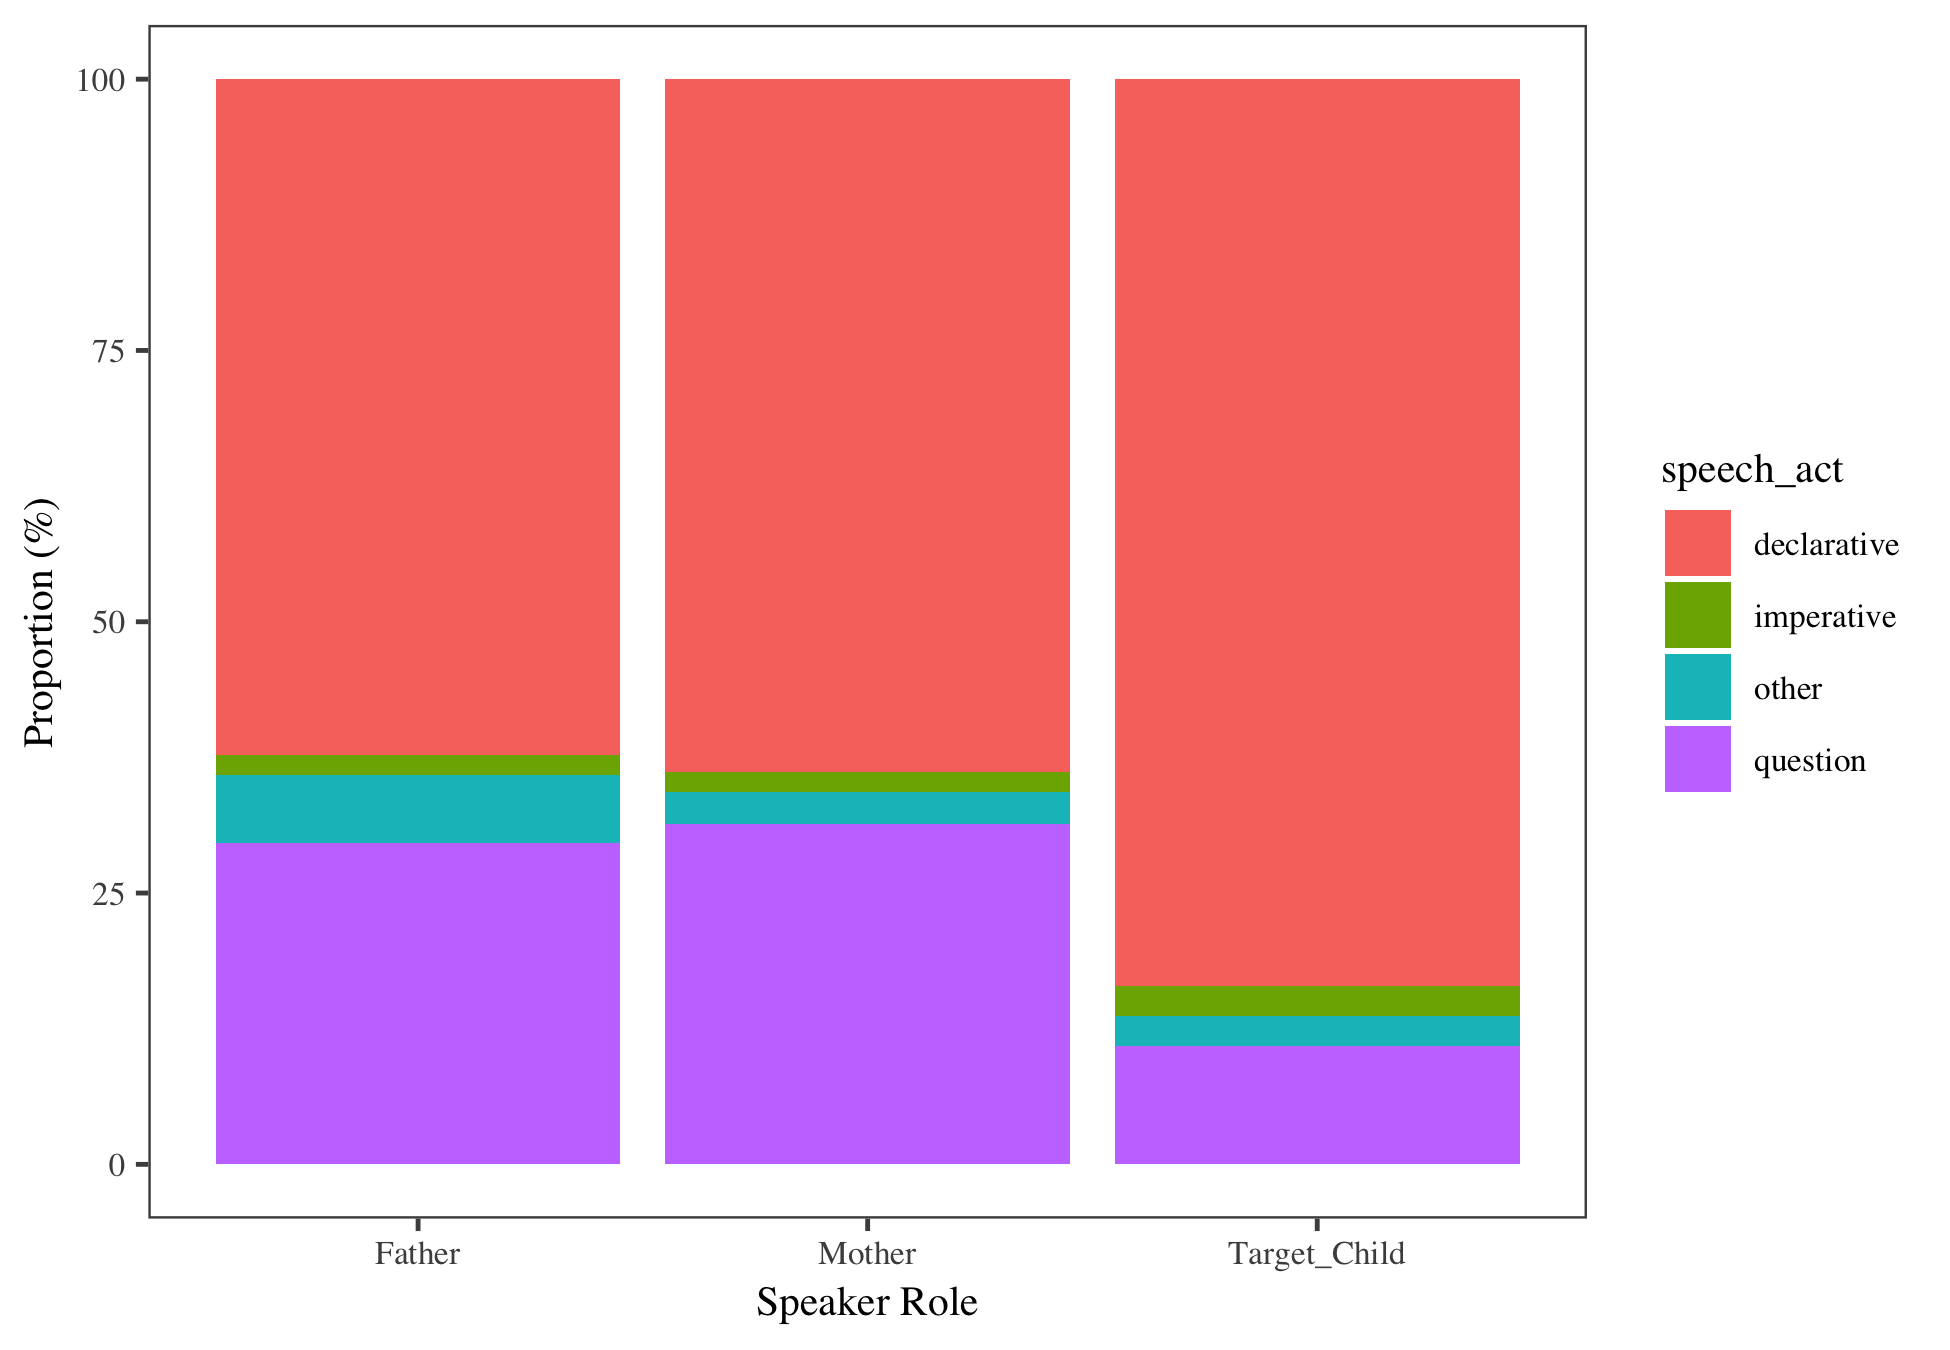 100
75
50
25
0
Proportion (%)
Father
Mother
Target_Child
Speaker Role
speech_act
declarative
imperative
other
question